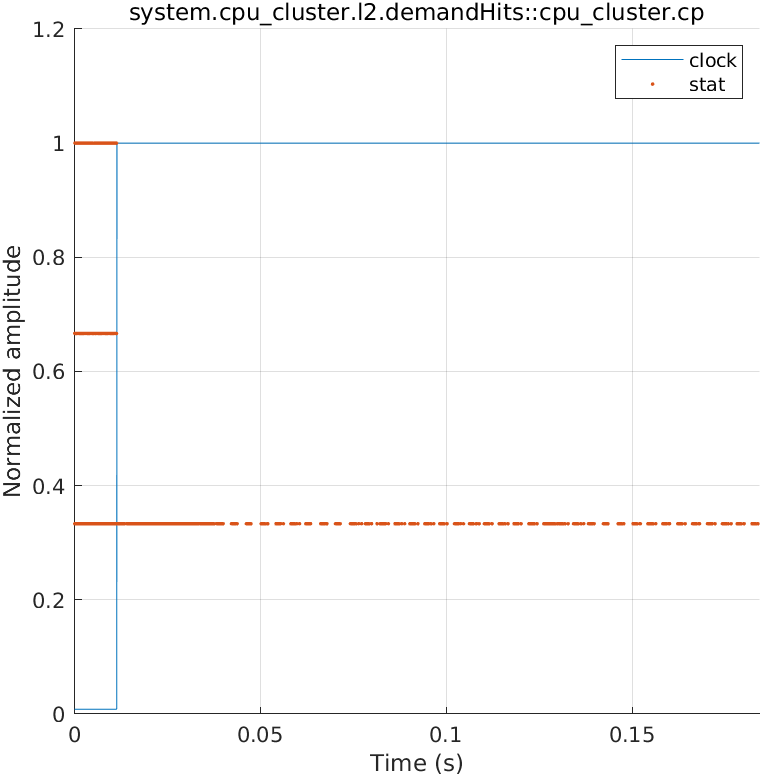 system.cpu_cluster.l2.demandHits::cpu_cluster.cp
clock
stat
Normalized amplitude
1.2
1
0.8
0.6
0.4
0.2
0
0
0.05
0.1
0.15
Time (s)